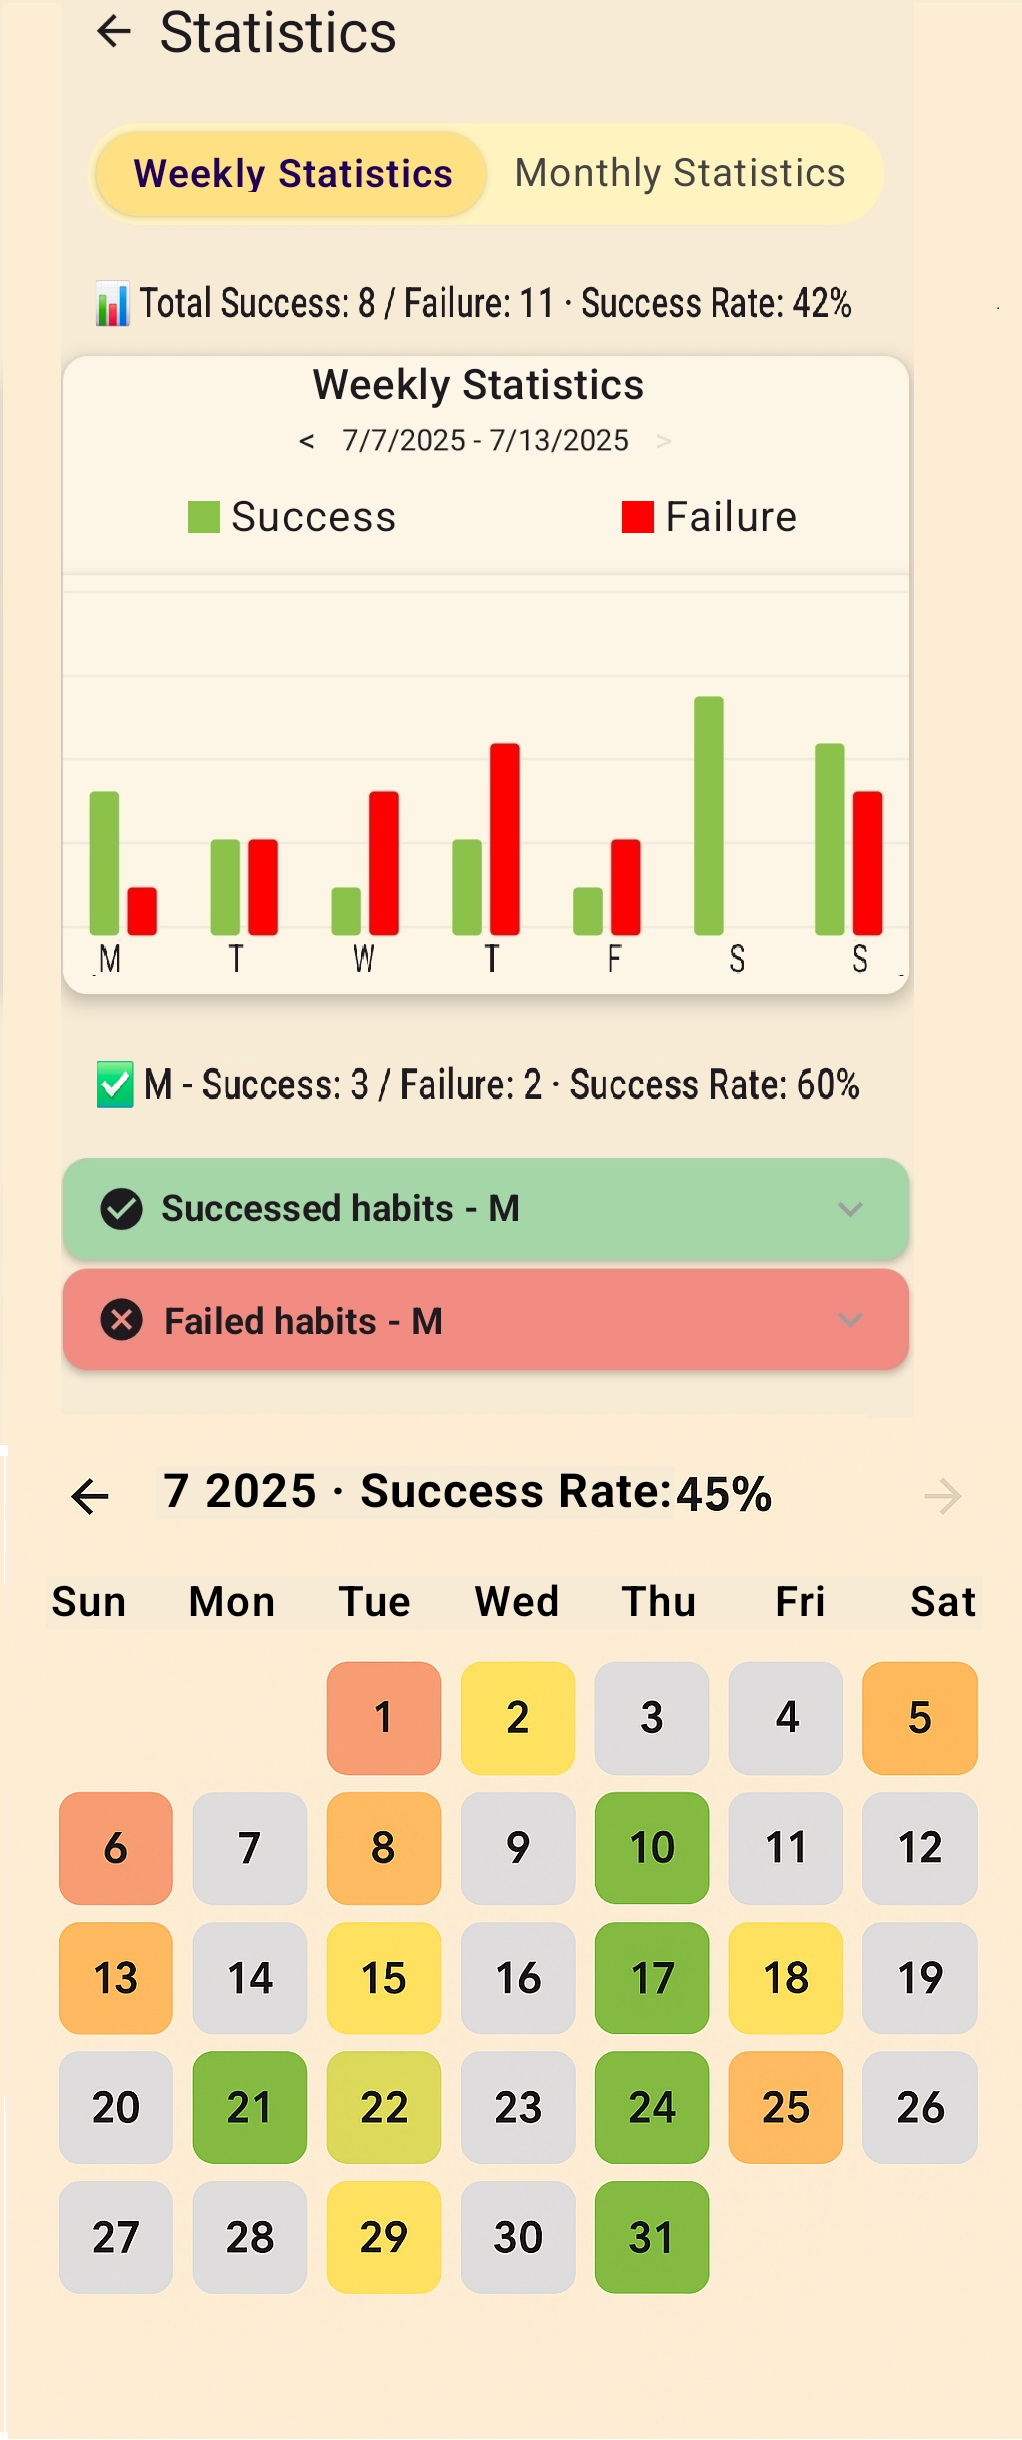 ← Statistics
Weekly Statistics Monthly Statistics
📊 Total Success: 8 / Failure: 11 · Success Rate: 42%
Weekly Statistics
< 7/7/2025 - 7/13/2025 >
Success Failure
M T W T F S S
✅ M - Success: 3 / Failure: 2 · Success Rate: 60%
Successed habits - M
Failed habits - M
← 7 2025 · Success Rate:45% →
Sun Mon Tue Wed Thu Fri Sat
1 2 3 4 5
6 7 8 9 10 11 12
13 14 15 16 17 18 19
20 21 22 23 24 25 26
27 28 29 30 31